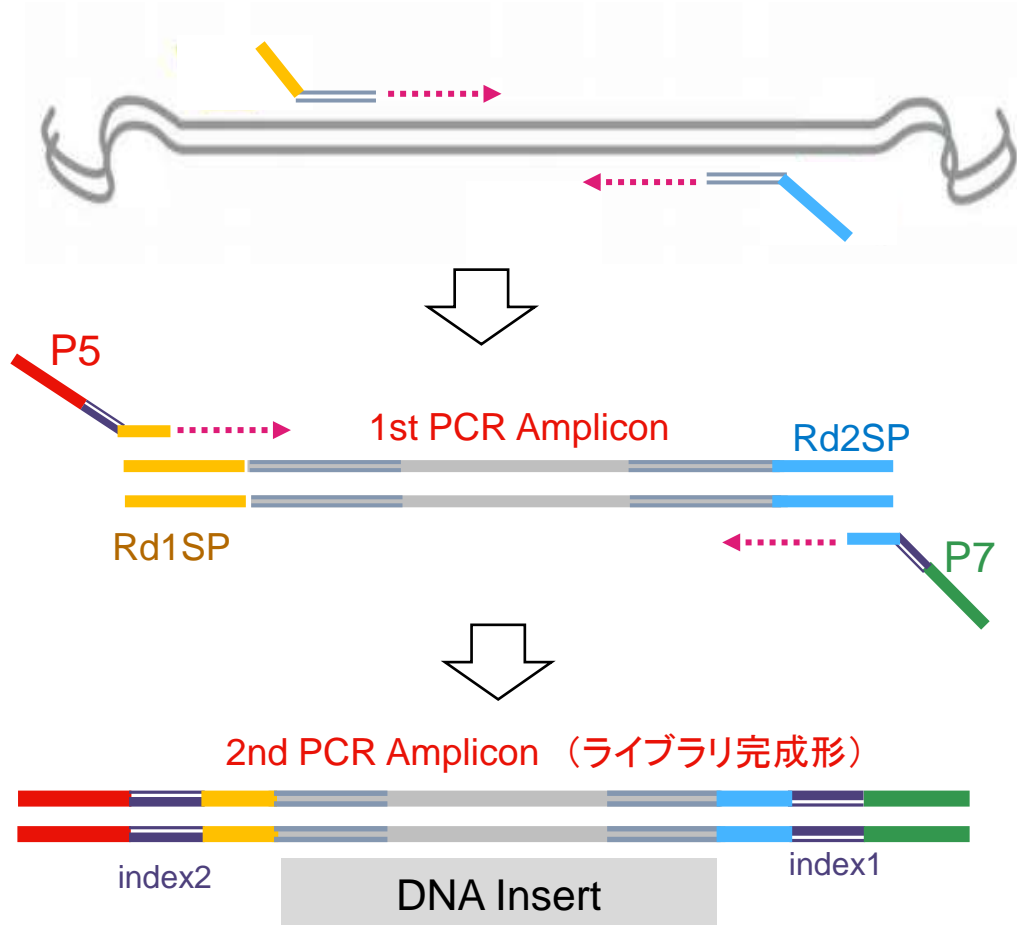 P5
1st PCR Amplicon
Rd2SP
Rd1SP
P7
2nd PCR Amplicon （ライブラリ完成形）
index2
index1
DNA Insert